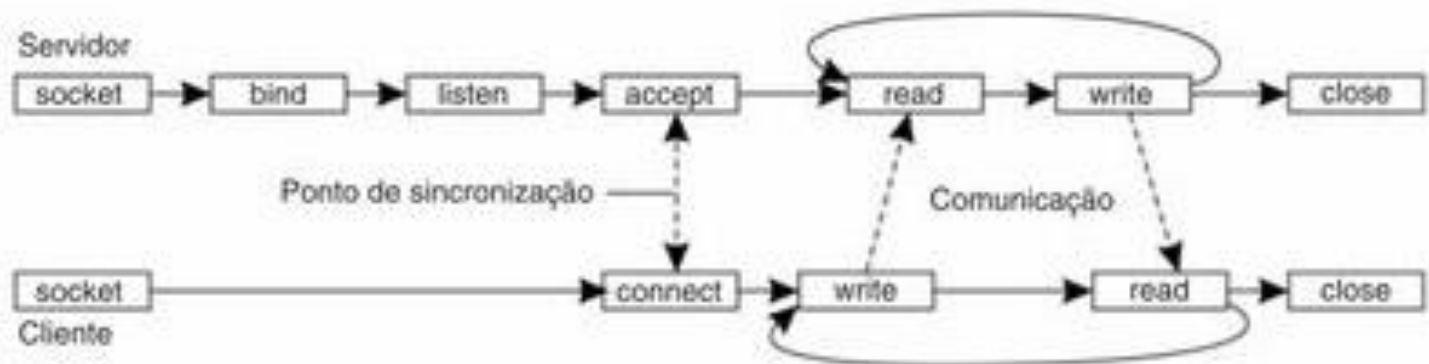 Servidor
socket bind listen accept read write close
Ponto de sincronização Comunicação
socket connect write read close
Cliente